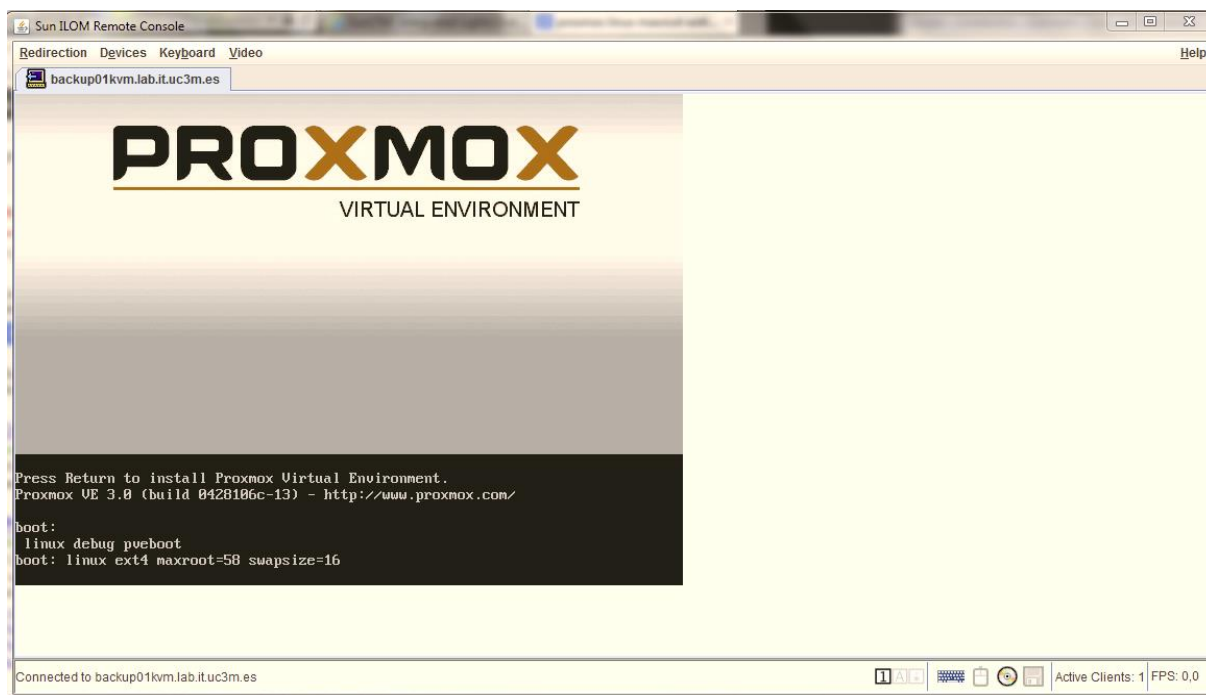 Sun ILOM Remote Console
Redirection Devices Keyboard Video Help
backup01kvm.lab.it.uc3m.es
PROXMOX
VIRTUAL ENVIRONMENT
Press Return to install Proxmox Virtual Environment.
Proxmox VE 3.0 (build 0428106c-13) - http://www.proxmox.com/
boot:
linux debug pveboot
boot: linux ext4 maxroot=58 swapsize=16
Connected to backup01kvm.lab.it.uc3m.es 1 A Active Clients: 1 FPS: 0,0